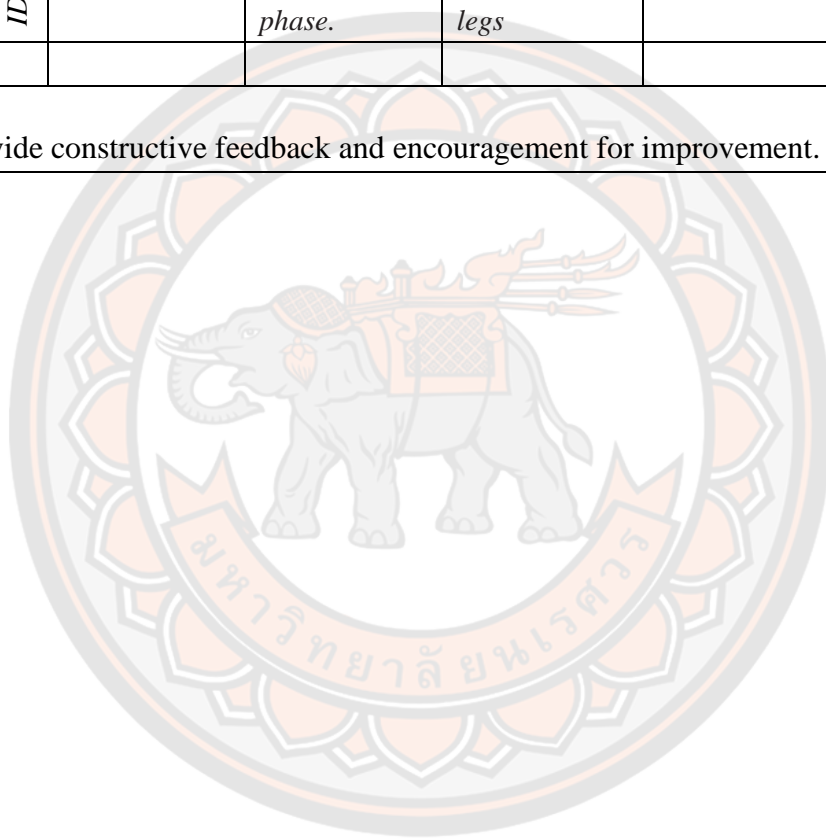 ID
phase.
legs
vide constructive feedback and encouragement for improvement.
มหาวิทยาลัยนเรศวร